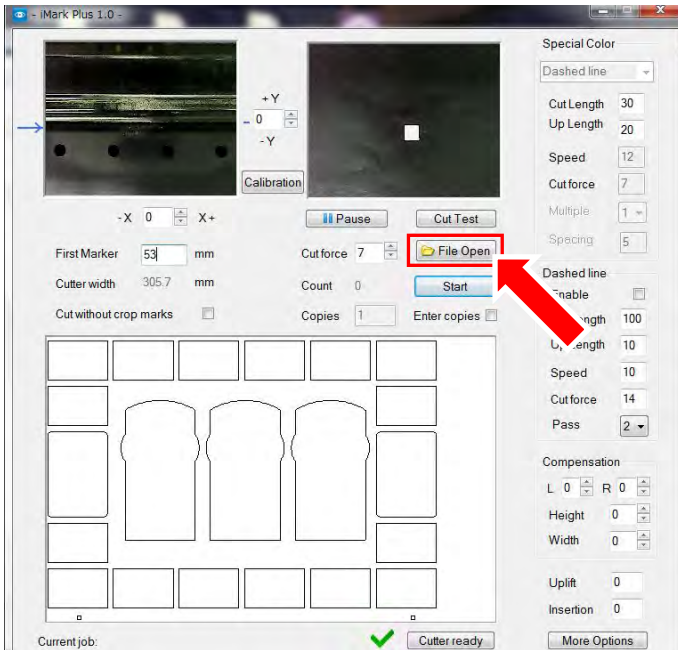 - iMark Plus 1.0 -
Special Color
Dashed line
+ Y
0
- Y
Calibration
Cut Length 30
Up Length 20
Speed 12
Cut force 7
Multiple 1
Spacing 5
- X 0 X +
Pause
Cut Test
First Marker 53 mm
Cut force 7
File Open
Cutter width 305.7 mm
Count 0
Start
Cut without crop marks
Copies 1
Enter copies
Dashed line
Enable
100
Length 10
Speed 10
Cut force 14
Pass 2
Compensation
L 0 R 0
Height 0
Width 0
Uplift 0
Insertion 0
Current job:
Cutter ready
More Options